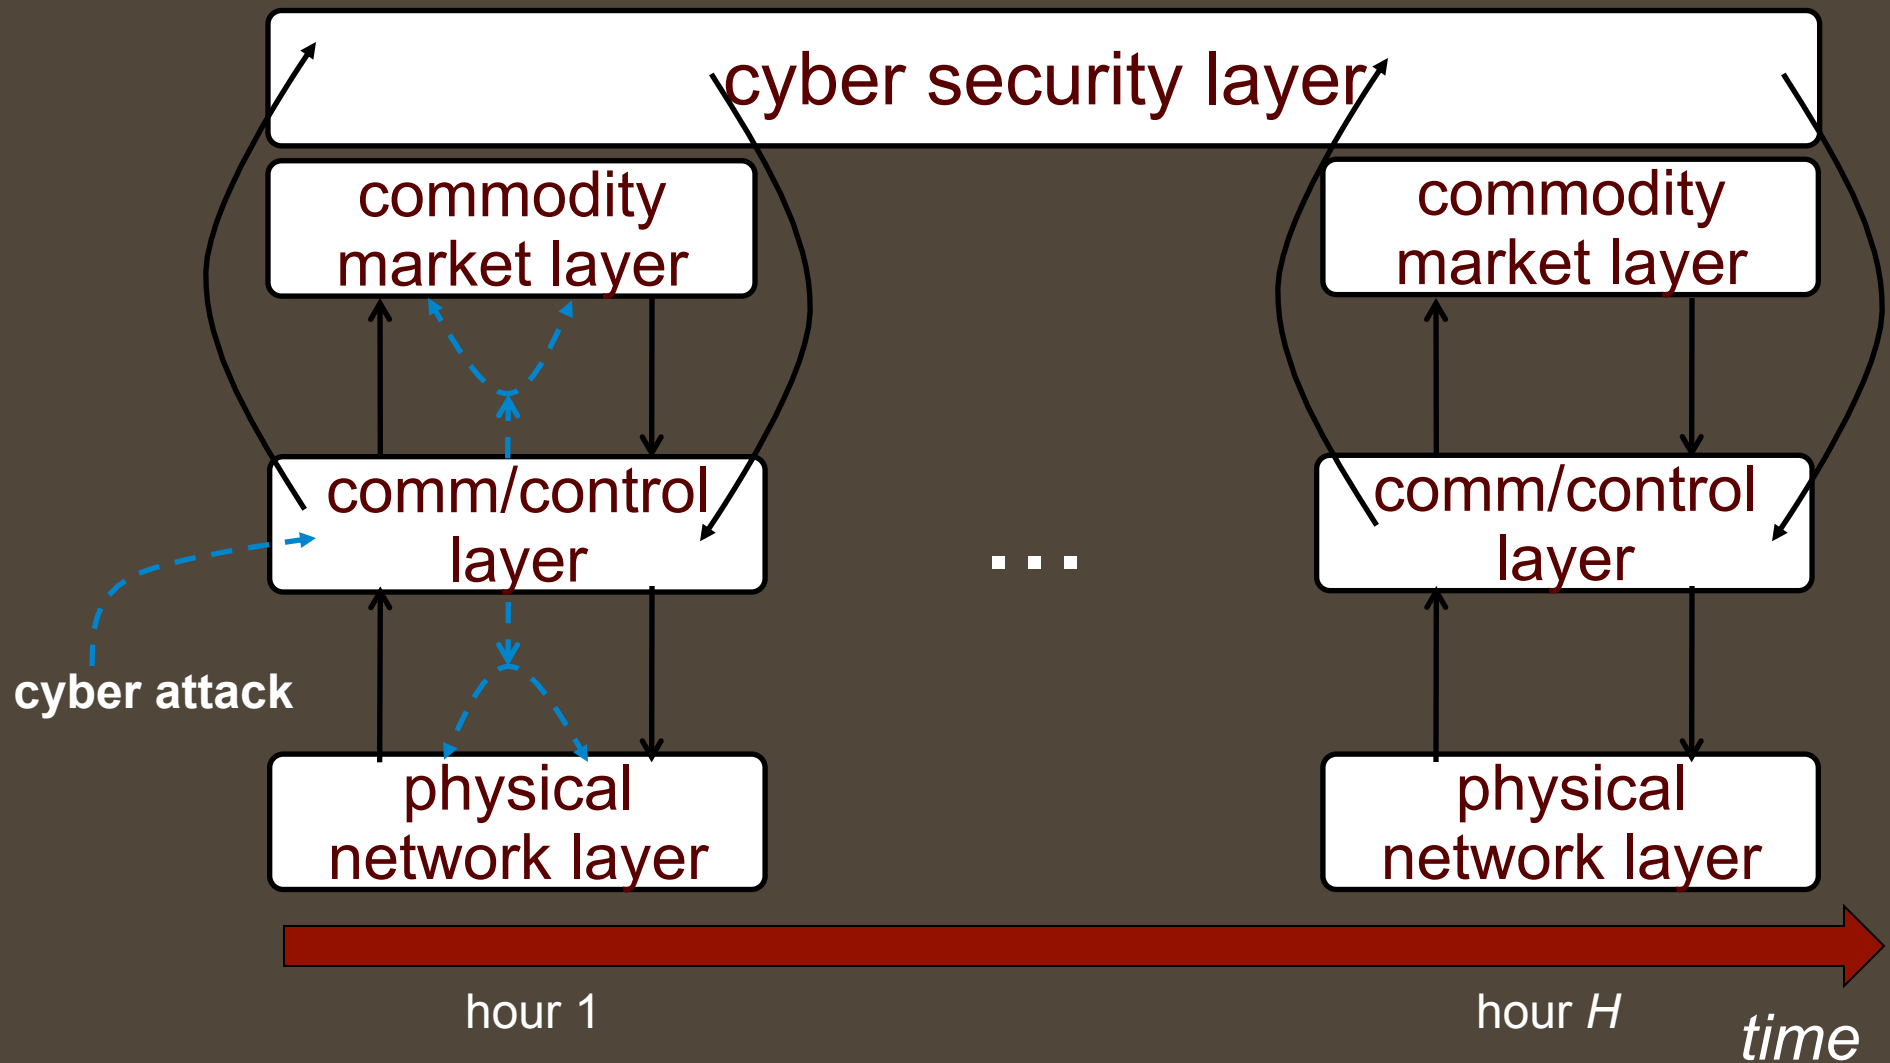 cyber security layer
commodity
market layer
commodity
market layer
comm/control
layer
...
comm/control
layer
cyber attack
physical
network layer
physical
network layer
hour 1
hour H
time